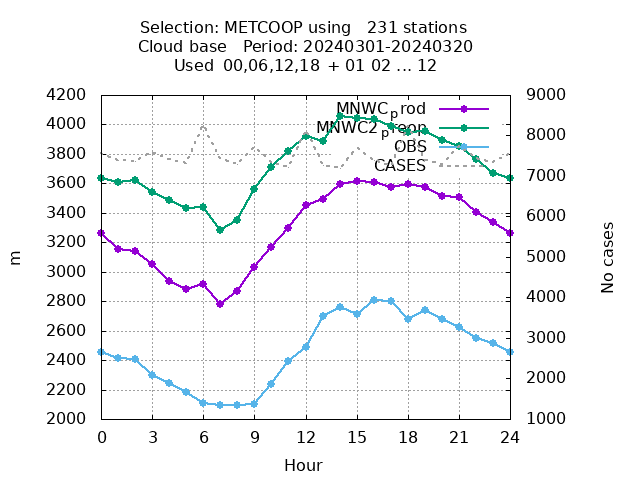 Selection: METCOOP using   231 stations
Cloud base   Period: 20240301-20240320
Used 00,06,12,18 + 01 02 ... 12
MNWC_prod
MNWC2_preop
OBS
CASES
m
No cases
4200
4000
3800
3600
3400
3200
3000
2800
2600
2400
2200
2000
9000
8000
7000
6000
5000
4000
3000
2000
1000
0 3 6 9 12 15 18 21 24
Hour